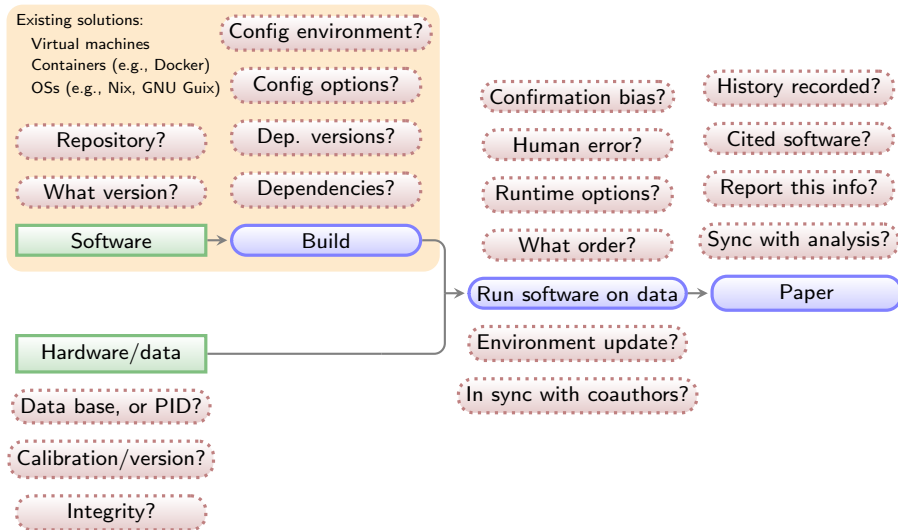 Existing solutions:
Virtual machines
Containers (e.g., Docker)
OSs (e.g., Nix, GNU Guix)
Repository?
What version?
Software
Config environment?
Config options?
Dep. versions?
Dependencies?
Build
Hardware/data
Data base, or PID?
Calibration/version?
Integrity?
Confirmation bias?
Human error?
Runtime options?
What order?
Run software on data
Environment update?
In sync with coauthors?
History recorded?
Cited software?
Report this info?
Sync with analysis?
Paper